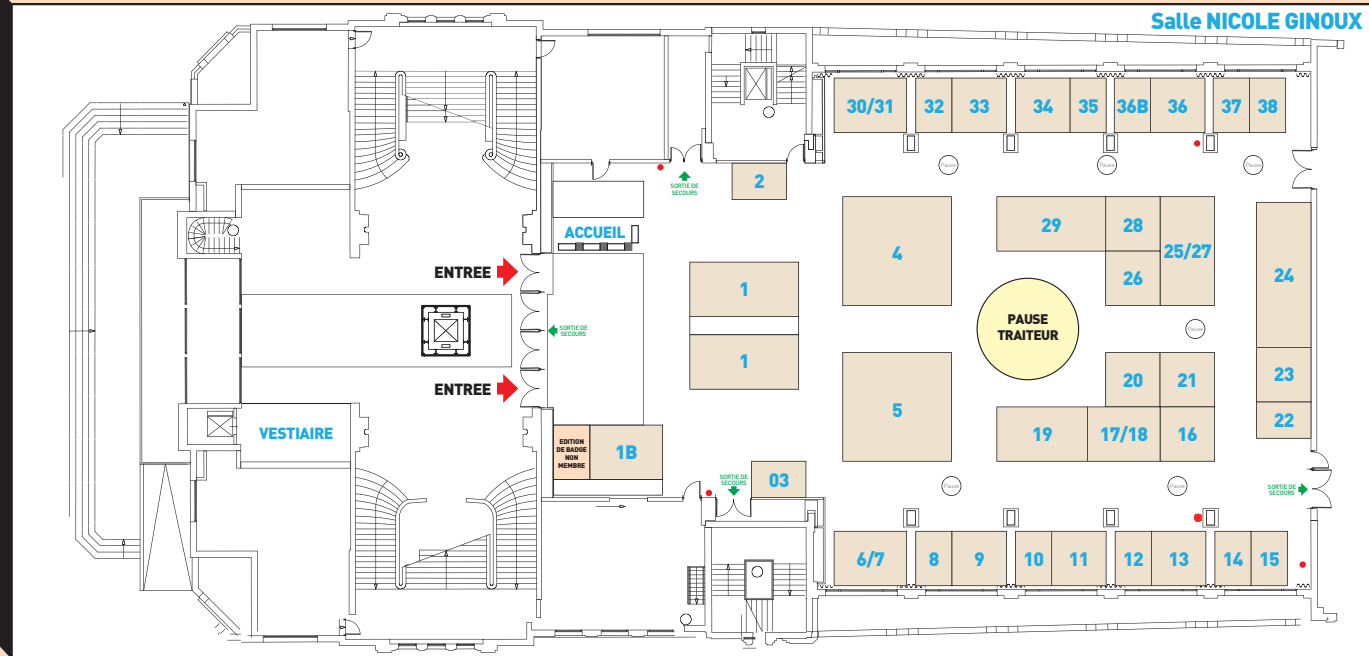 Salle NICOLE GINOUX
30/31
32
33
34
35
36B
36
37
38
Pause
Pause
Pause
2
SORTIE DE
SECOURS
ACCUEIL
ENTREE
4
29
28
25/27
26
24
1
PAUSE
TRAITEUR
Pause
SORTIE DE
SECOURS
1
ENTREE
5
20
21
23
22
19
17/18
16
VESTIAIRE
EDITION
DE BADGE
NON
MEMBRE
1B
SORTIE DE
SECOURS
03
Pause
Pause
SORTIE DE
SECOURS
6/7
8
9
10
11
12
13
14
15